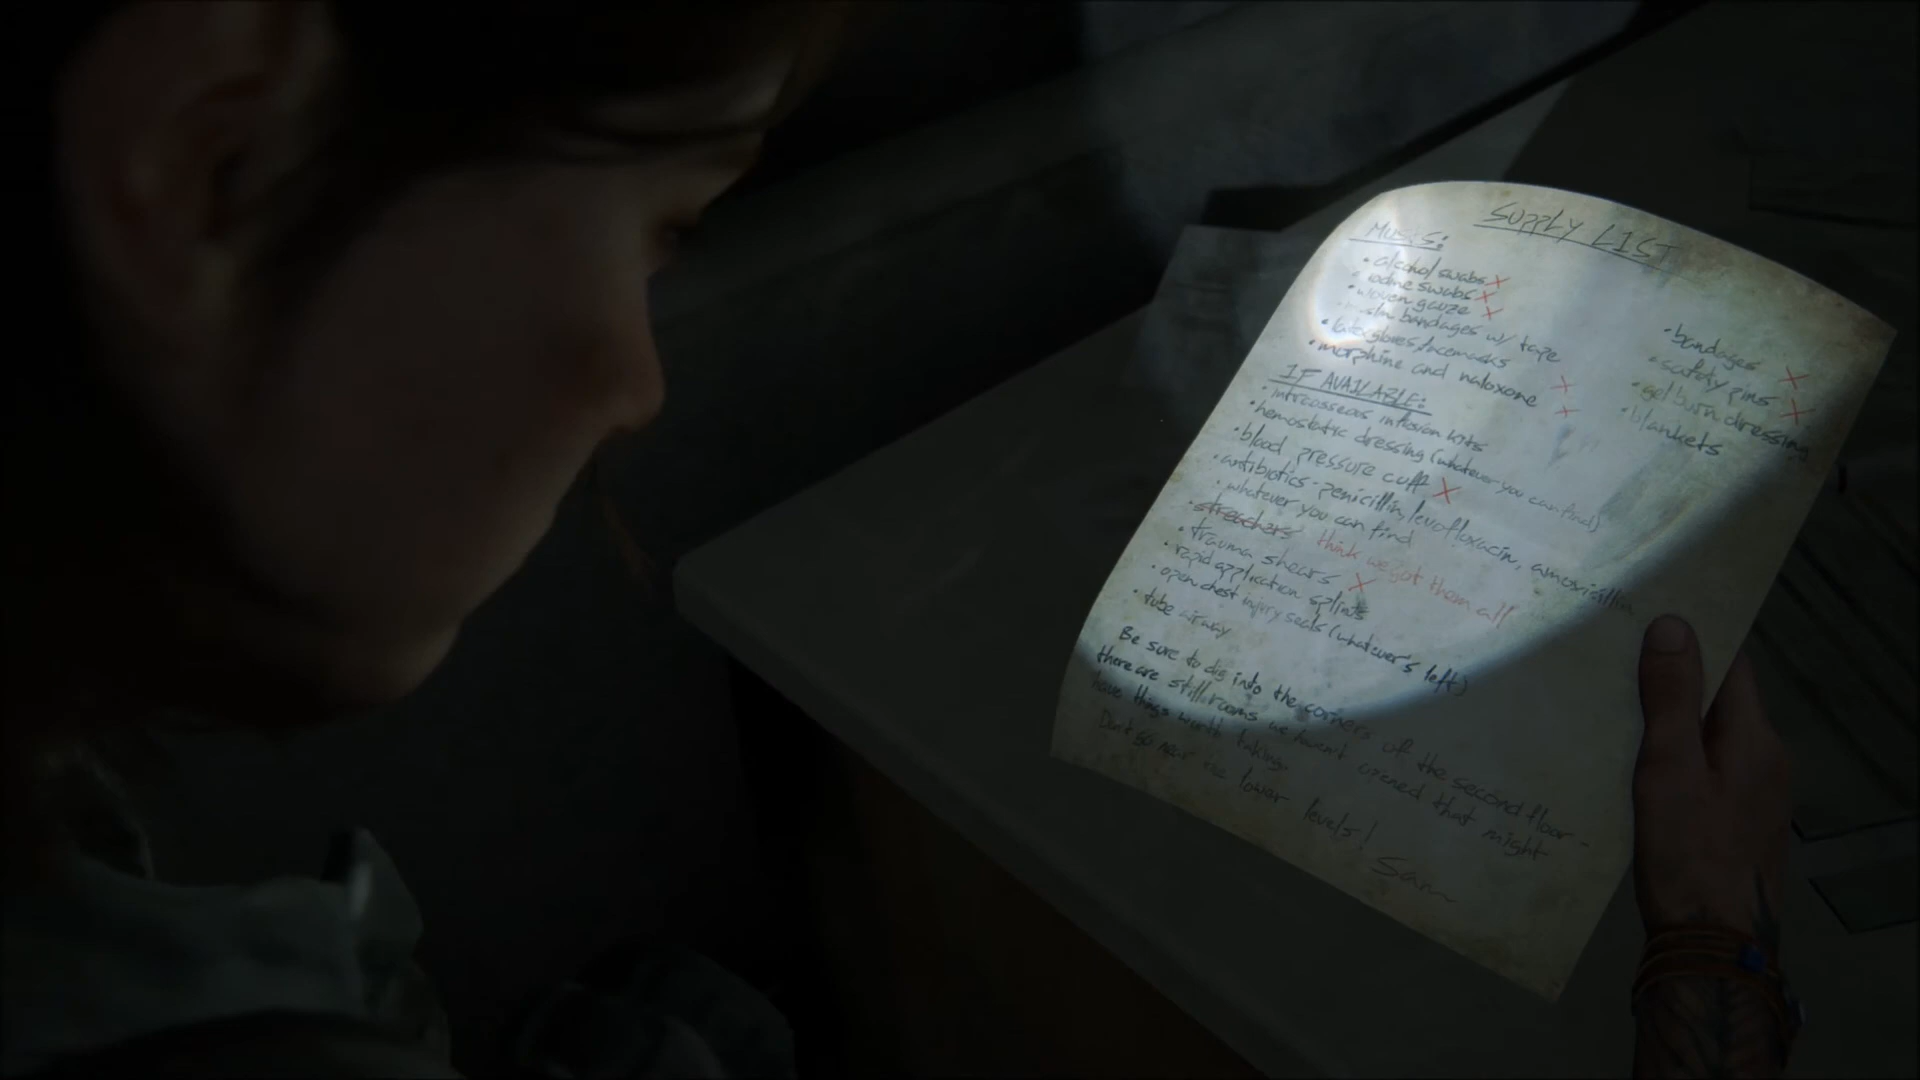 SUPPLY LIST
MUSTS:
• alcohol swabs X
• iodine swabs X
• woven gauze X
bandages w/ tape
• latex gloves/facemasks X
• morphine and naloxone X
• bandages X
• safety pins X
• gel burn dressing
• blankets
IF AVAILABLE:
• intraosseous infusion kits
• hemostatic dressing (whatever you can find)
• blood pressure cuff X
• antibiotics - penicillin, levofloxacin, amoxicillin,
• whatever you can find
• streachers think we got them all
• trauma shears X
• rapid application splints
• open chest injury seals (whatever's left)
• tube airway
Be sure to dig into the corners of the second floor -
there are still rooms we haven't opened that might
have things worth taking.
Don't go near the lower levels!
Sam